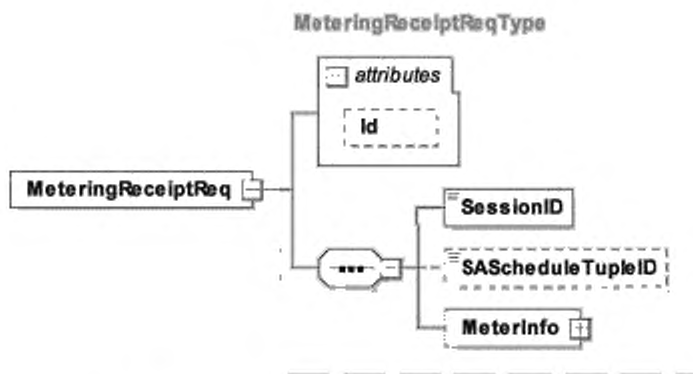 MeteringReceiptReqType
attributes
Id
MeteringReceiptReq
SessionID
SAScheduleTupleID
MeterInfo